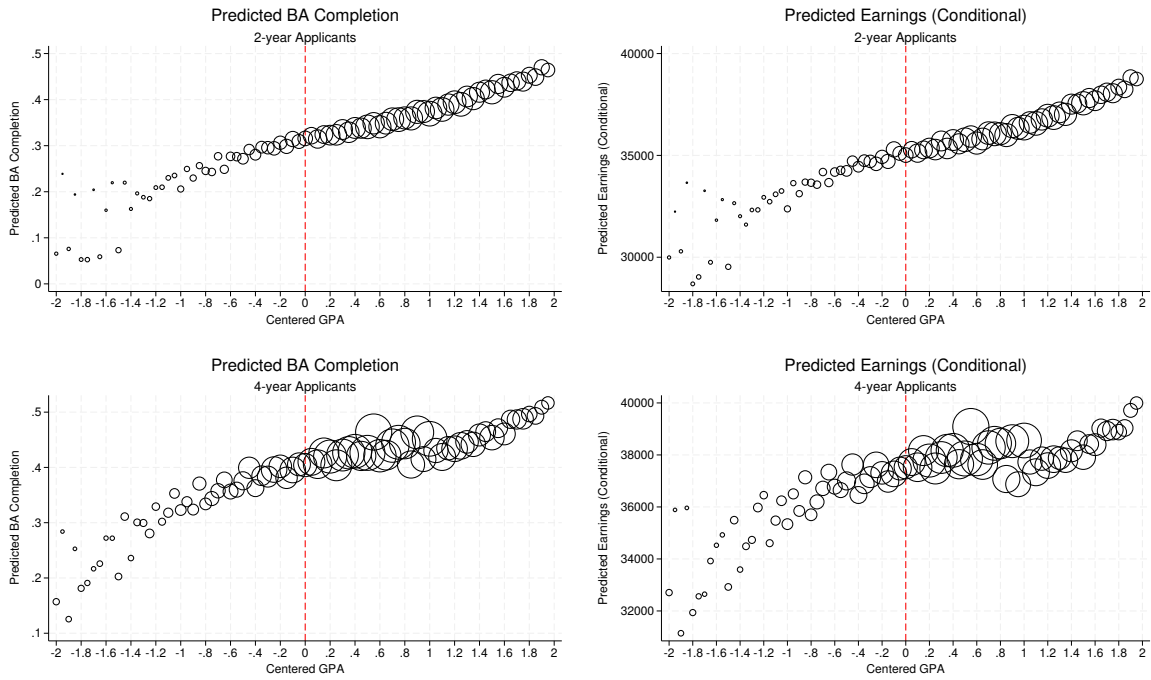 Predicted BA Completion
2-year Applicants
Predicted BA Completion
.5
.4
.3
.2
.1
0
-2 -1.8 -1.6 -1.4 -1.2 -1 -.8 -.6 -.4 -.2 0 .2 .4 .6 .8 1 1.2 1.4 1.6 1.8 2
Centered GPA
Predicted Earnings (Conditional)
2-year Applicants
Predicted Earnings (Conditional)
40000
35000
30000
-2 -1.8 -1.6 -1.4 -1.2 -1 -.8 -.6 -.4 -.2 0 .2 .4 .6 .8 1 1.2 1.4 1.6 1.8 2
Centered GPA
Predicted BA Completion
4-year Applicants
Predicted BA Completion
.5
.4
.3
.2
.1
-2 -1.8 -1.6 -1.4 -1.2 -1 -.8 -.6 -.4 -.2 0 .2 .4 .6 .8 1 1.2 1.4 1.6 1.8 2
Centered GPA
Predicted Earnings (Conditional)
4-year Applicants
Predicted Earnings (Conditional)
40000
38000
36000
34000
32000
-2 -1.8 -1.6 -1.4 -1.2 -1 -.8 -.6 -.4 -.2 0 .2 .4 .6 .8 1 1.2 1.4 1.6 1.8 2
Centered GPA